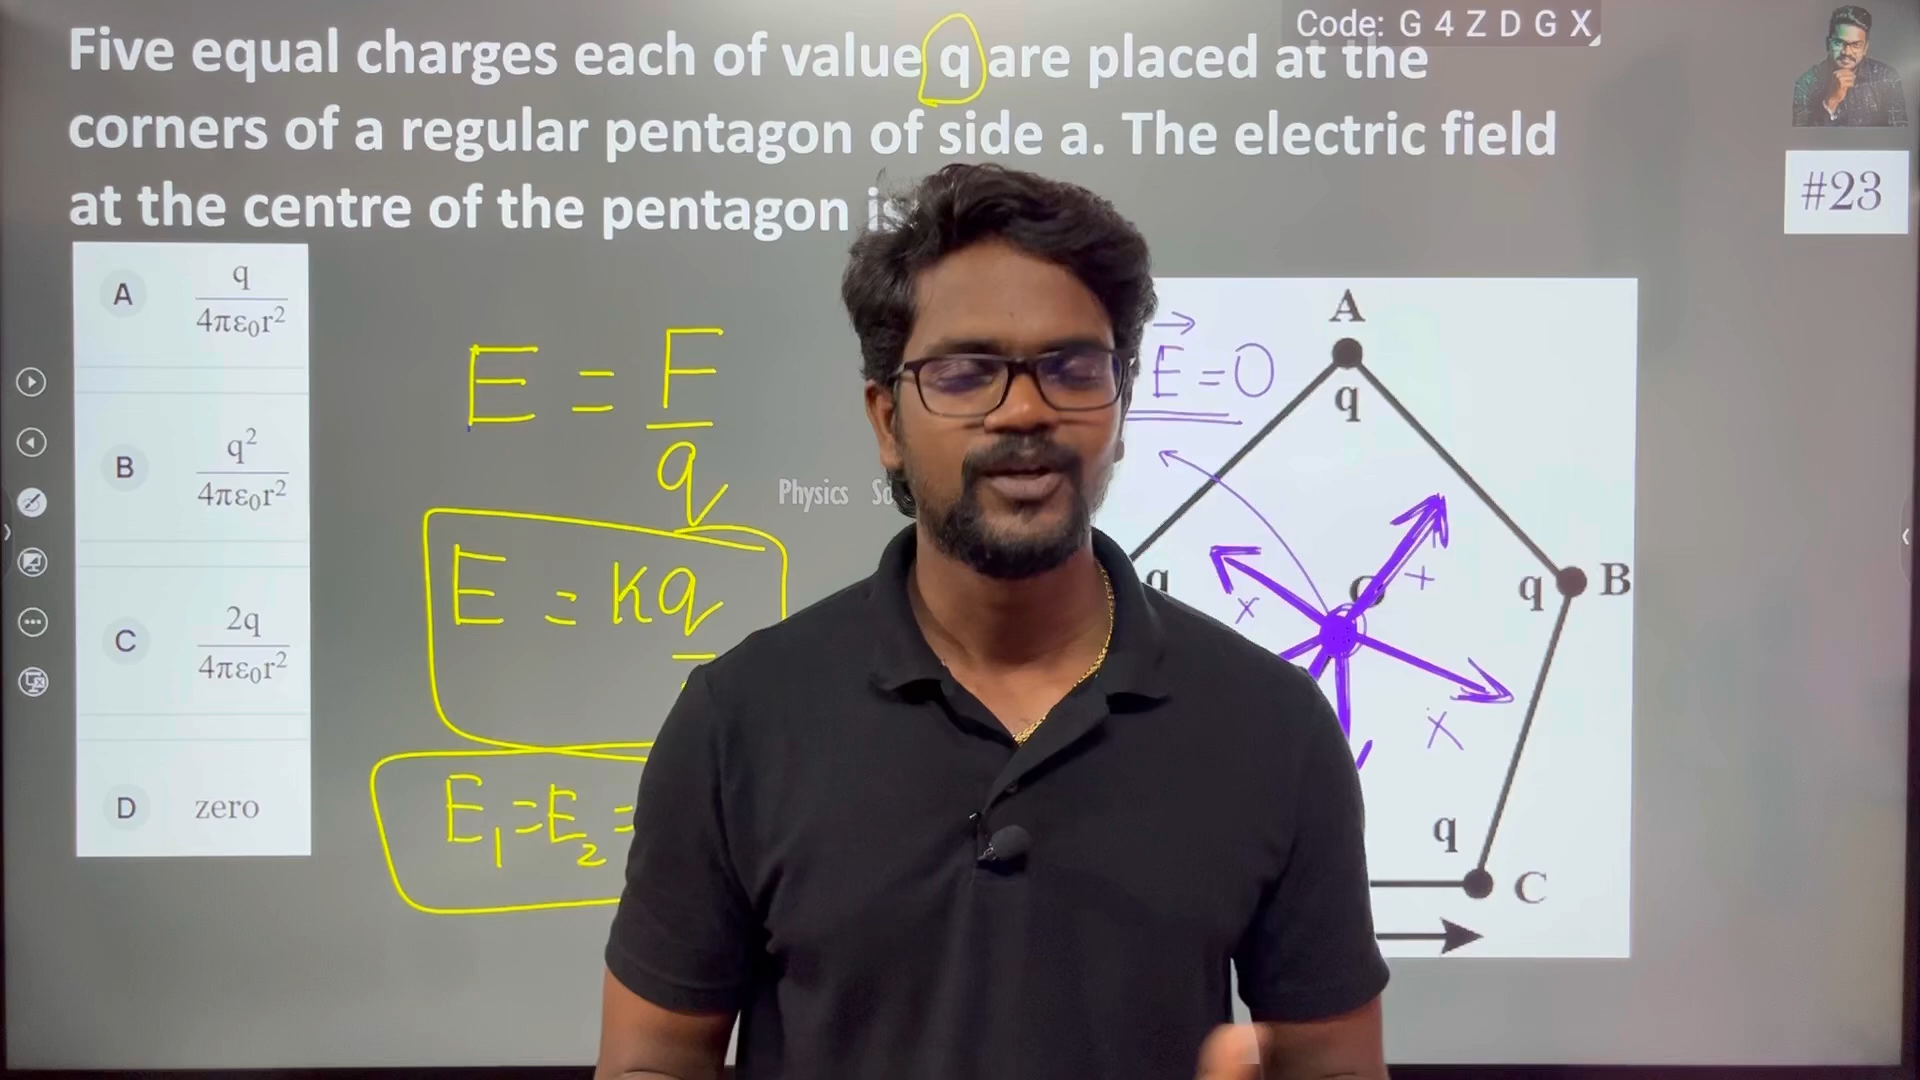 Code: G 4 Z D G X
Five equal charges each of value q are placed at the
corners of a regular pentagon of side a. The electric field
at the centre of the pentagon is
#23
A q/4πε₀r²
B q²/4πε₀r²
C 2q/4πε₀r²
D zero
E = F/q
E = Kq
E₁ = E₂ =
Physics
E⃗ = 0
A
q
q
q B
x
+
X
q
C